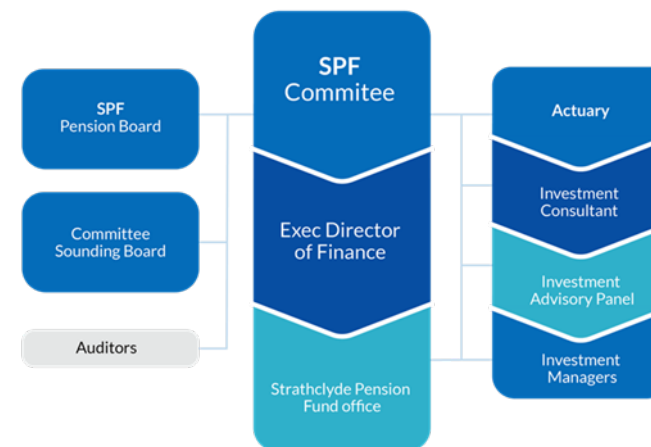 SPF
Pension Board
Committee
Sounding Board
Auditors
SPF
Commitee
Exec Director
of Finance
Strathclyde Pension
Fund office
Actuary
Investment
Consultant
Investment
Advisory Panel
Investment
Managers